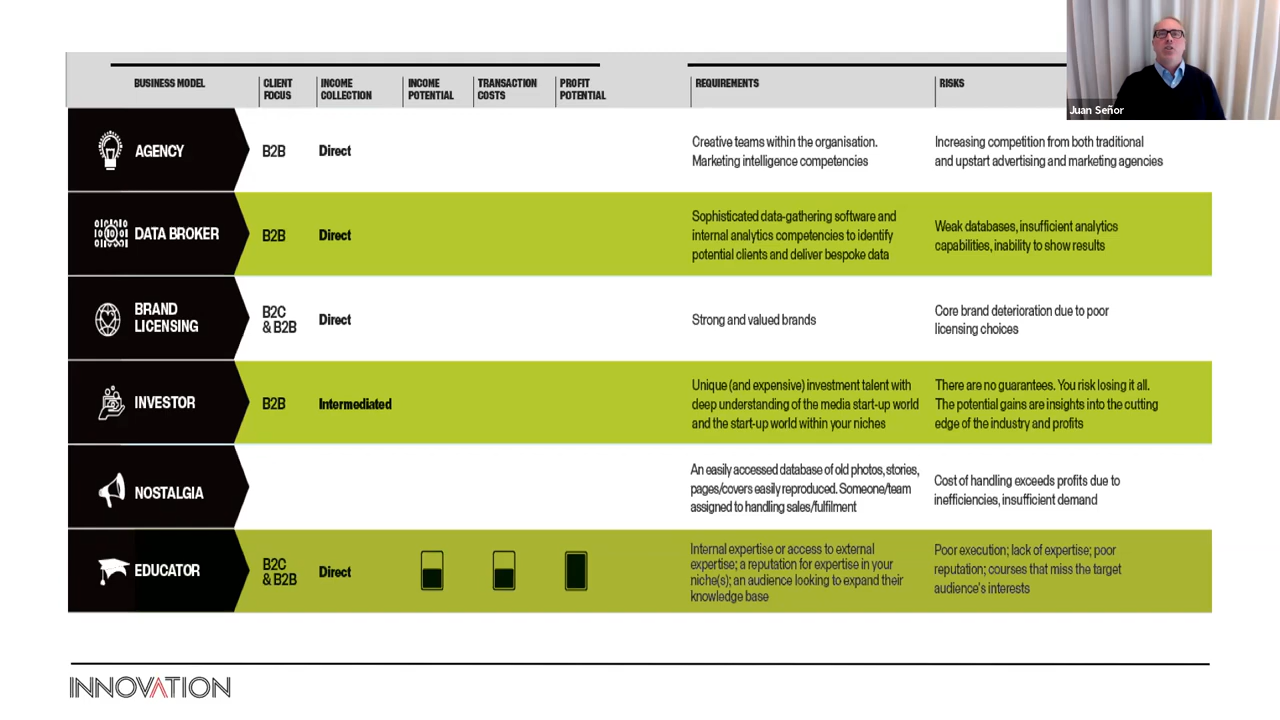 BUSINESS MODEL
CLIENT
FOCUS
INCOME
COLLECTION
INCOME
POTENTIAL
TRANSACTION
COSTS
PROFIT
POTENTIAL
REQUIREMENTS
RISKS
Juan Señor
AGENCY
B2B
Direct
Creative teams within the organisation.
Marketing intelligence competencies
Increasing competition from both traditional
and upstart advertising and marketing agencies
DATA BROKER
B2B
Direct
Sophisticated data-gathering software and
internal analytics competencies to identify
potential clients and deliver bespoke data
Weak databases, insufficient analytics
capabilities, inability to show results
BRAND
LICENSING
B2C
& B2B
Direct
Strong and valued brands
Core brand deterioration due to poor
licensing choices
INVESTOR
B2B
Intermediated
Unique (and expensive) investment talent with
deep understanding of the media start-up world
and the start-up world within your niches
There are no guarantees. You risk losing it all.
The potential gains are insights into the cutting
edge of the industry and profits
NOSTALGIA
An easily accessed database of old photos, stories,
pages/covers easily reproduced. Someone/team
assigned to handling sales/fulfilment
Cost of handling exceeds profits due to
inefficiencies, insufficient demand
EDUCATOR
B2C
& B2B
Direct
Internal expertise or access to external
expertise; a reputation for expertise in your
niche(s); an audience looking to expand their
knowledge base
Poor execution; lack of expertise; poor
reputation; courses that miss the target
audience's interests
INNOVATION